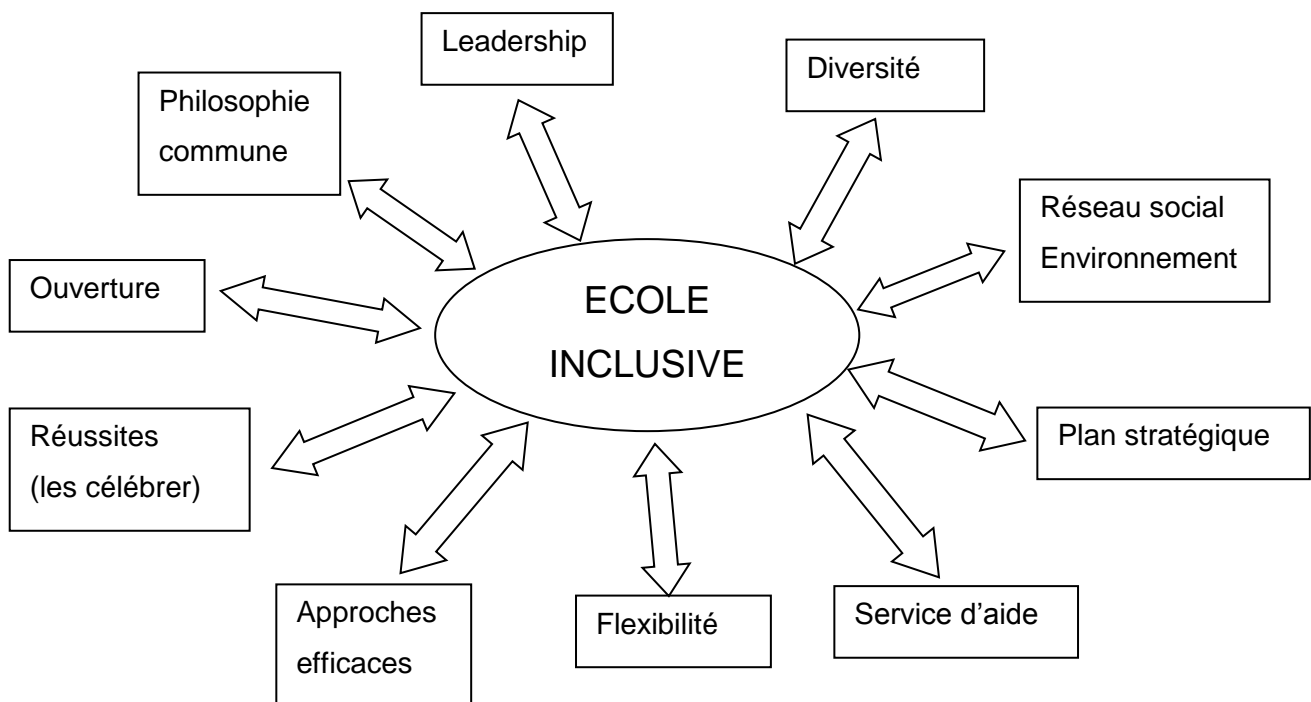 Leadership
Diversité
Philosophie
commune
Réseau social
Environnement
Ouverture
ECOLE
INCLUSIVE
Réussites
(les célébrer)
Plan stratégique
Approches
efficaces
Flexibilité
Service d’aide